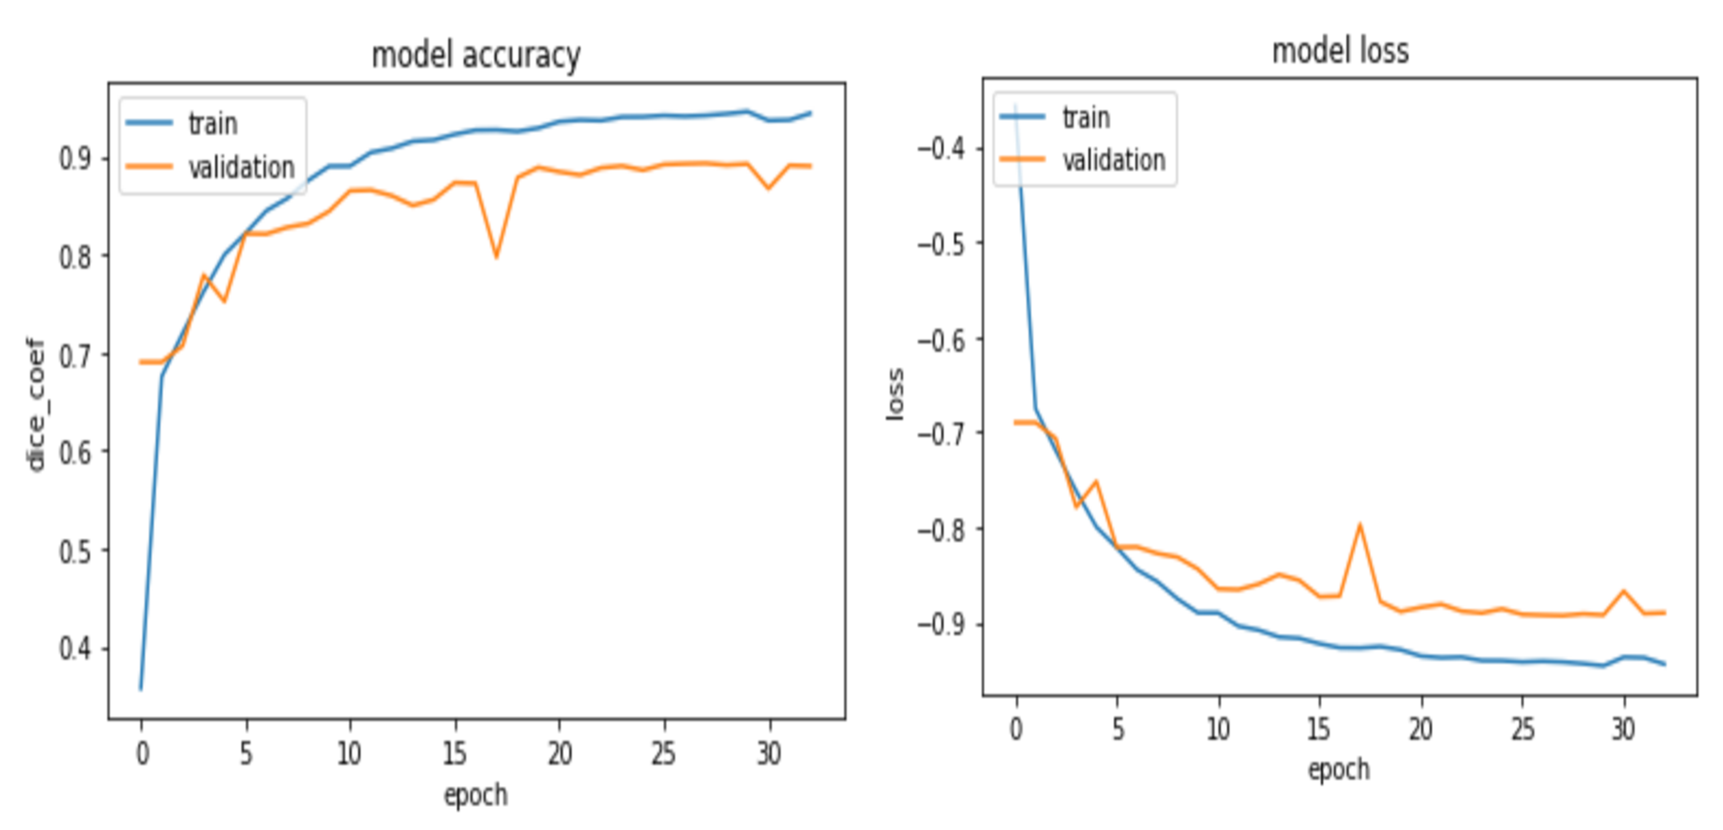 model accuracy
train
validation
0.9
0.8
0.7
0.6
0.5
0.4
dice_coef
0 5 10 15 20 25 30
epoch
model loss
train
validation
−0.4
−0.5
−0.6
−0.7
−0.8
−0.9
loss
0 5 10 15 20 25 30
epoch